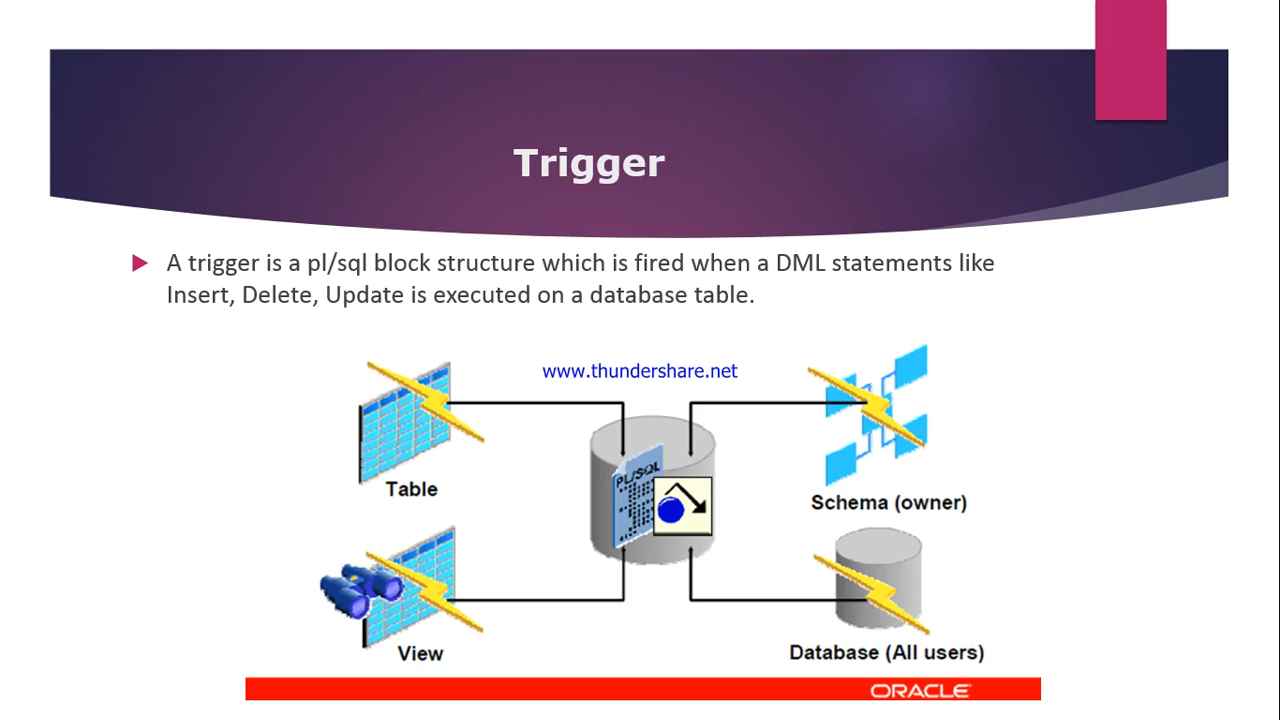 Trigger
A trigger is a pl/sql block structure which is fired when a DML statements like
Insert, Delete, Update is executed on a database table.
www.thundershare.net
PL/SQL
Table
Schema (owner)
View
Database (All users)
ORACLE